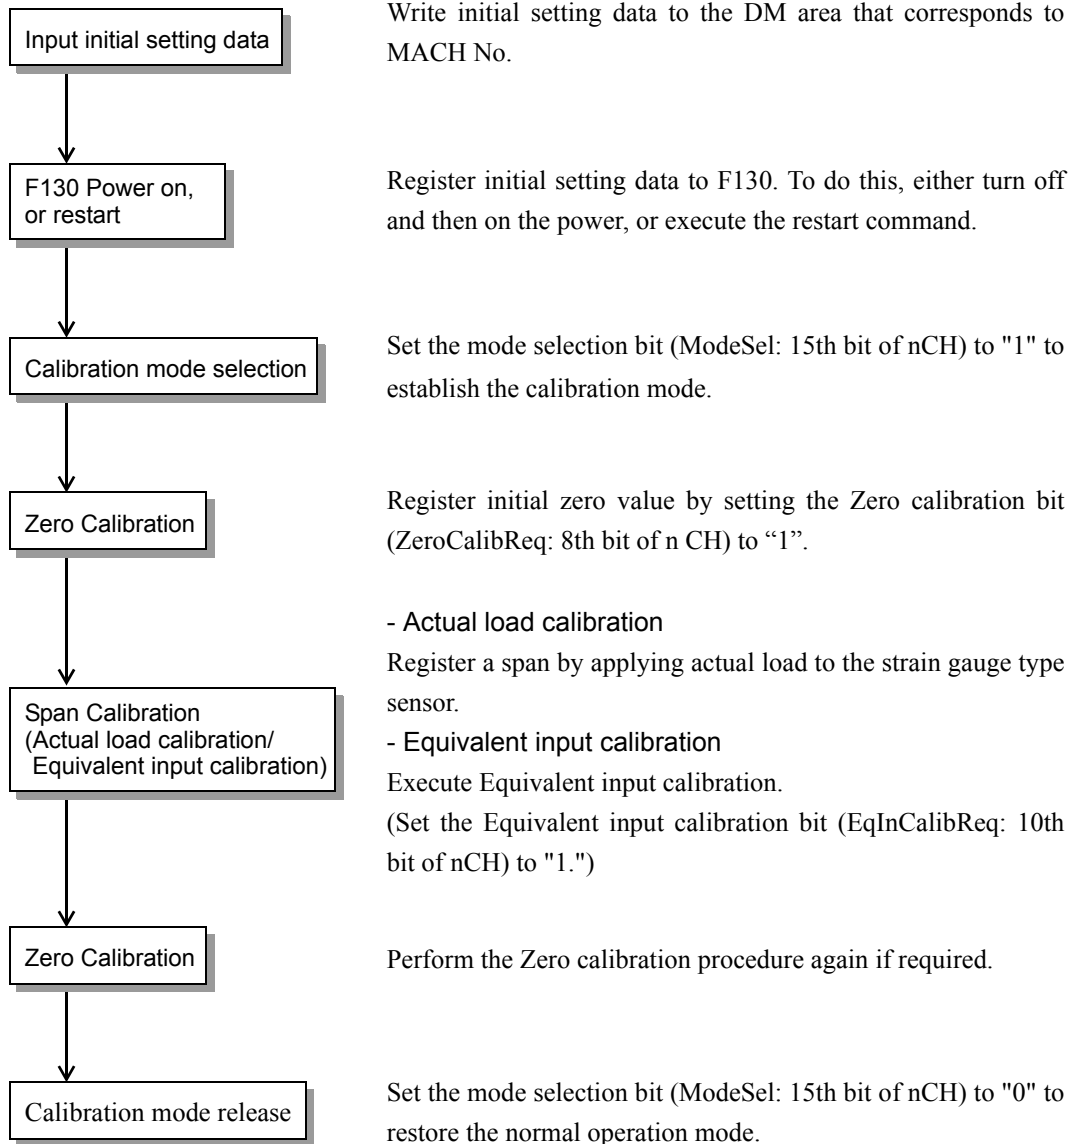 Write initial setting data to the DM area that corresponds to
MACH No.
Input initial setting data
F130 Power on,
or restart
Register initial setting data to F130. To do this, either turn off
and then on the power, or execute the restart command.
Calibration mode selection
Set the mode selection bit (ModeSel: 15th bit of nCH) to "1" to
establish the calibration mode.
Zero Calibration
Register initial zero value by setting the Zero calibration bit
(ZeroCalibReq: 8th bit of n CH) to “1”.
- Actual load calibration
Register a span by applying actual load to the strain gauge type
sensor.
- Equivalent input calibration
Execute Equivalent input calibration.
(Set the Equivalent input calibration bit (EqInCalibReq: 10th
bit of nCH) to "1.")
Span Calibration
(Actual load calibration/
Equivalent input calibration)
Zero Calibration
Perform the Zero calibration procedure again if required.
Calibration mode release
Set the mode selection bit (ModeSel: 15th bit of nCH) to "0" to
restore the normal operation mode.